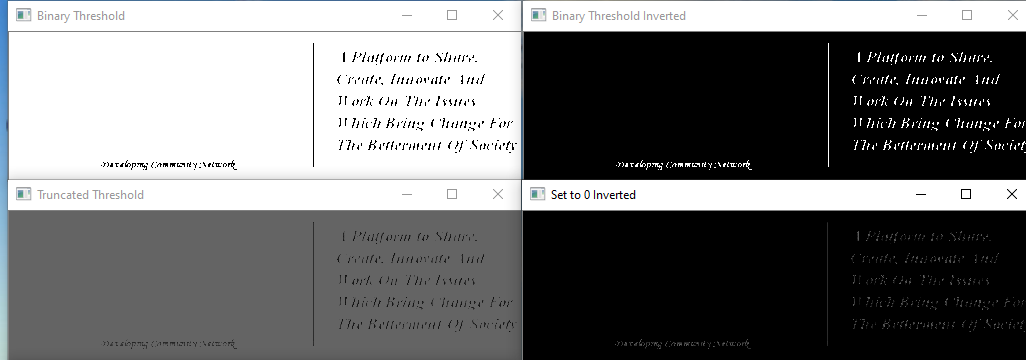 Binary Threshold
A Platform to Share,
Create, Innovate And
Work On The Issues
Which Bring Change For
The Betterment Of Society
Developing Community Network
Binary Threshold Inverted
A Platform to Share,
Create, Innovate And
Work On The Issues
Which Bring Change For
The Betterment Of Society
Developing Community Network
Truncated Threshold
A Platform to Share,
Create, Innovate And
Work On The Issues
Which Bring Change For
The Betterment Of Society
Developing Community Network
Set to 0 Inverted
A Platform to Share,
Create, Innovate And
Work On The Issues
Which Bring Change For
The Betterment Of Society
Developing Community Network